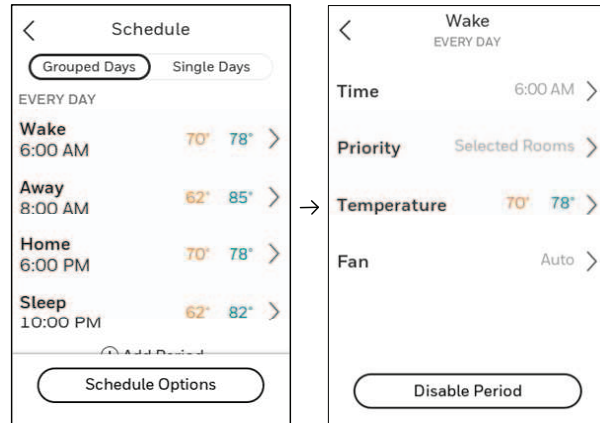 Schedule
Grouped Days Single Days
EVERY DAY
Wake 70° 78°
6:00 AM
Away 62° 85°
8:00 AM
Home 70° 78°
6:00 PM
Sleep 62° 82°
10:00 PM
Add Period
Schedule Options
Wake
EVERY DAY
Time 6:00 AM
Priority Selected Rooms
Temperature 70° 78°
Fan Auto
Disable Period